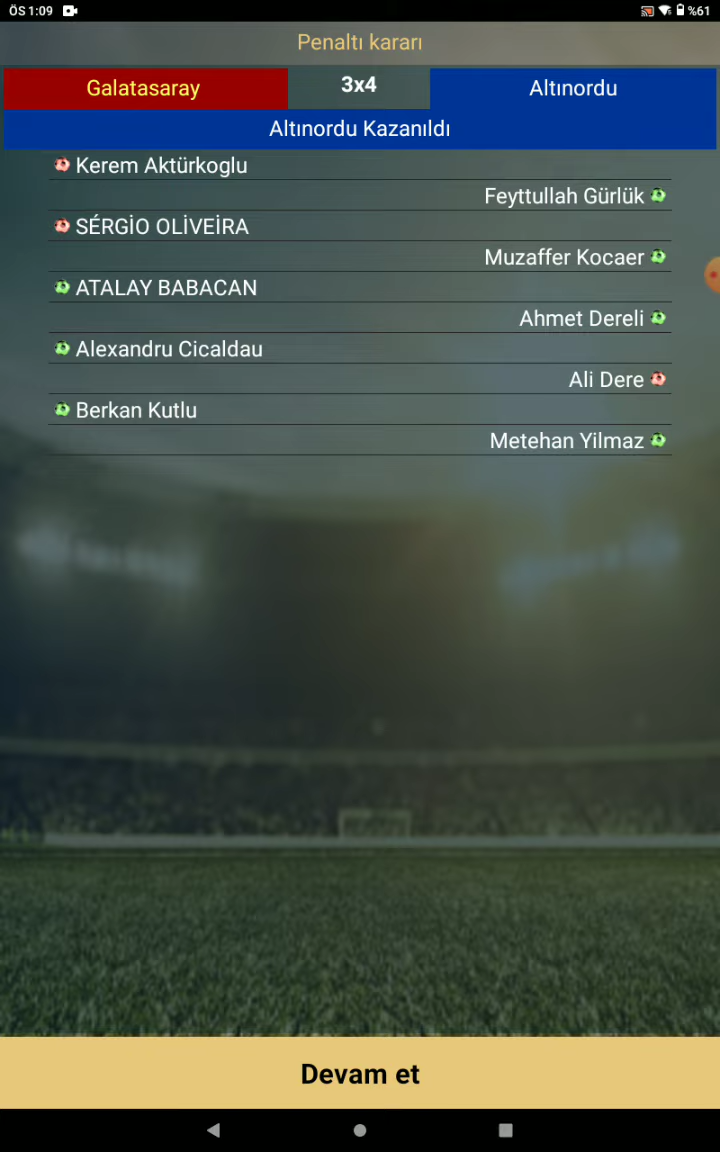 ÖS 1:09 %61
Penaltı kararı
Galatasaray 3x4 Altınordu
Altınordu Kazanıldı
Kerem Aktürkoglu
Feyttullah Gürlük
SÉRGİO OLİVEİRA
Muzaffer Kocaer
ATALAY BABACAN
Ahmet Dereli
Alexandru Cicaldau
Ali Dere
Berkan Kutlu
Metehan Yilmaz
Devam et